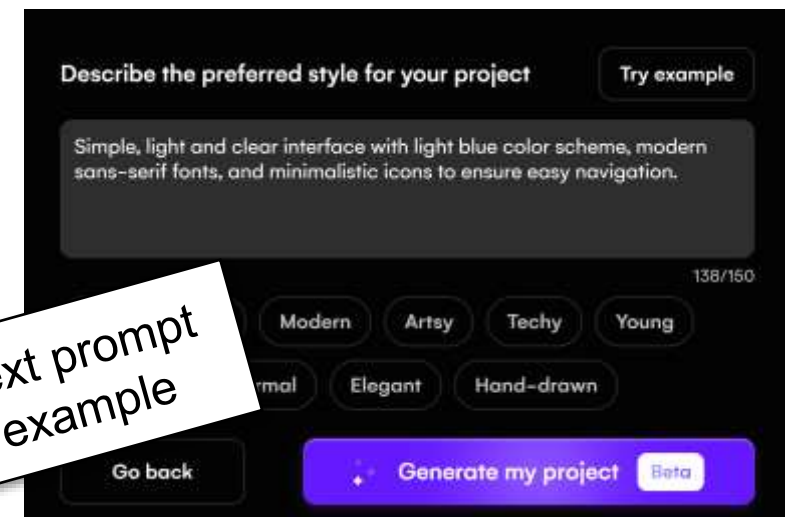 Describe the preferred style for your project
Try example
Simple, light and clear interface with light blue color scheme, modern
sans-serif fonts, and minimalistic icons to ensure easy navigation.
138/150
Modern Artsy Techy Young
Elegant Hand-drawn
xt prompt
example
Go back
Generate my project Beta